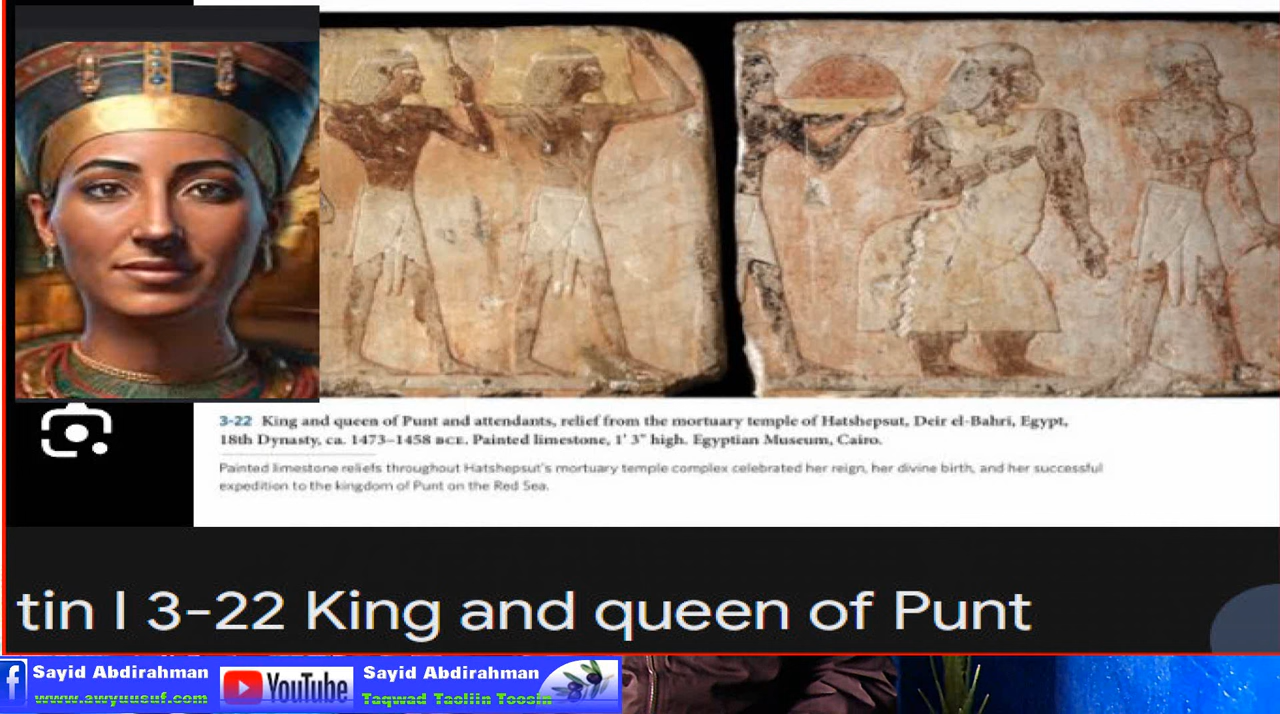 3-22 King and queen of Punt and attendants, relief from the mortuary temple of Hatshepsut, Deir el-Bahri, Egypt,
18th Dynasty, ca. 1473–1458 BCE. Painted limestone, 1' 3" high. Egyptian Museum, Cairo.
Painted limestone reliefs throughout Hatshepsut's mortuary temple complex celebrated her reign, her divine birth, and her successful
expedition to the kingdom of Punt on the Red Sea.
tin l 3-22 King and queen of Punt
Sayid Abdirahman
www.awyuusuf.com
YouTube
Sayid Abdirahman
Taqwad Taoliin Toosin